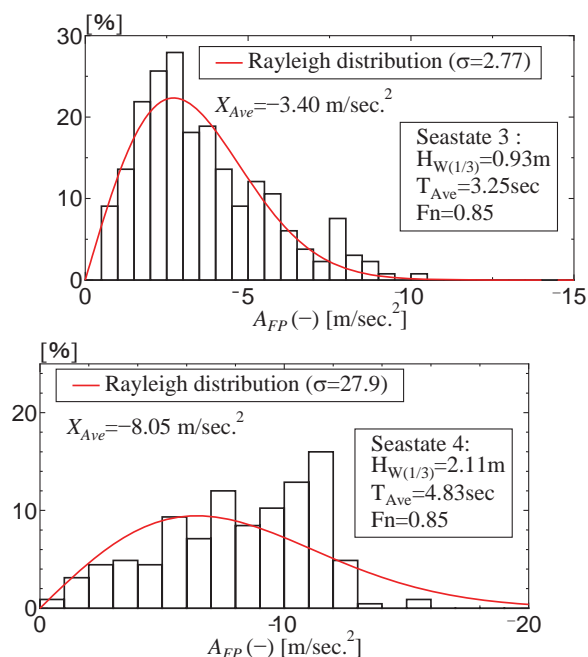 [%]
30
Rayleigh distribution (σ=2.77)
X_Ave=−3.40 m/sec.²
20
Seastate 3 :
H_W(1/3)=0.93m
T_Ave=3.25sec
Fn=0.85
10
0
0 -5 -10 -15
A_FP(−) [m/sec.²]
[%]
Rayleigh distribution (σ=27.9)
20
X_Ave=−8.05 m/sec.²
Seastate 4:
H_W(1/3)=2.11m
T_Ave=4.83sec
Fn=0.85
10
0
0 -10 -20
A_FP(−) [m/sec.²]